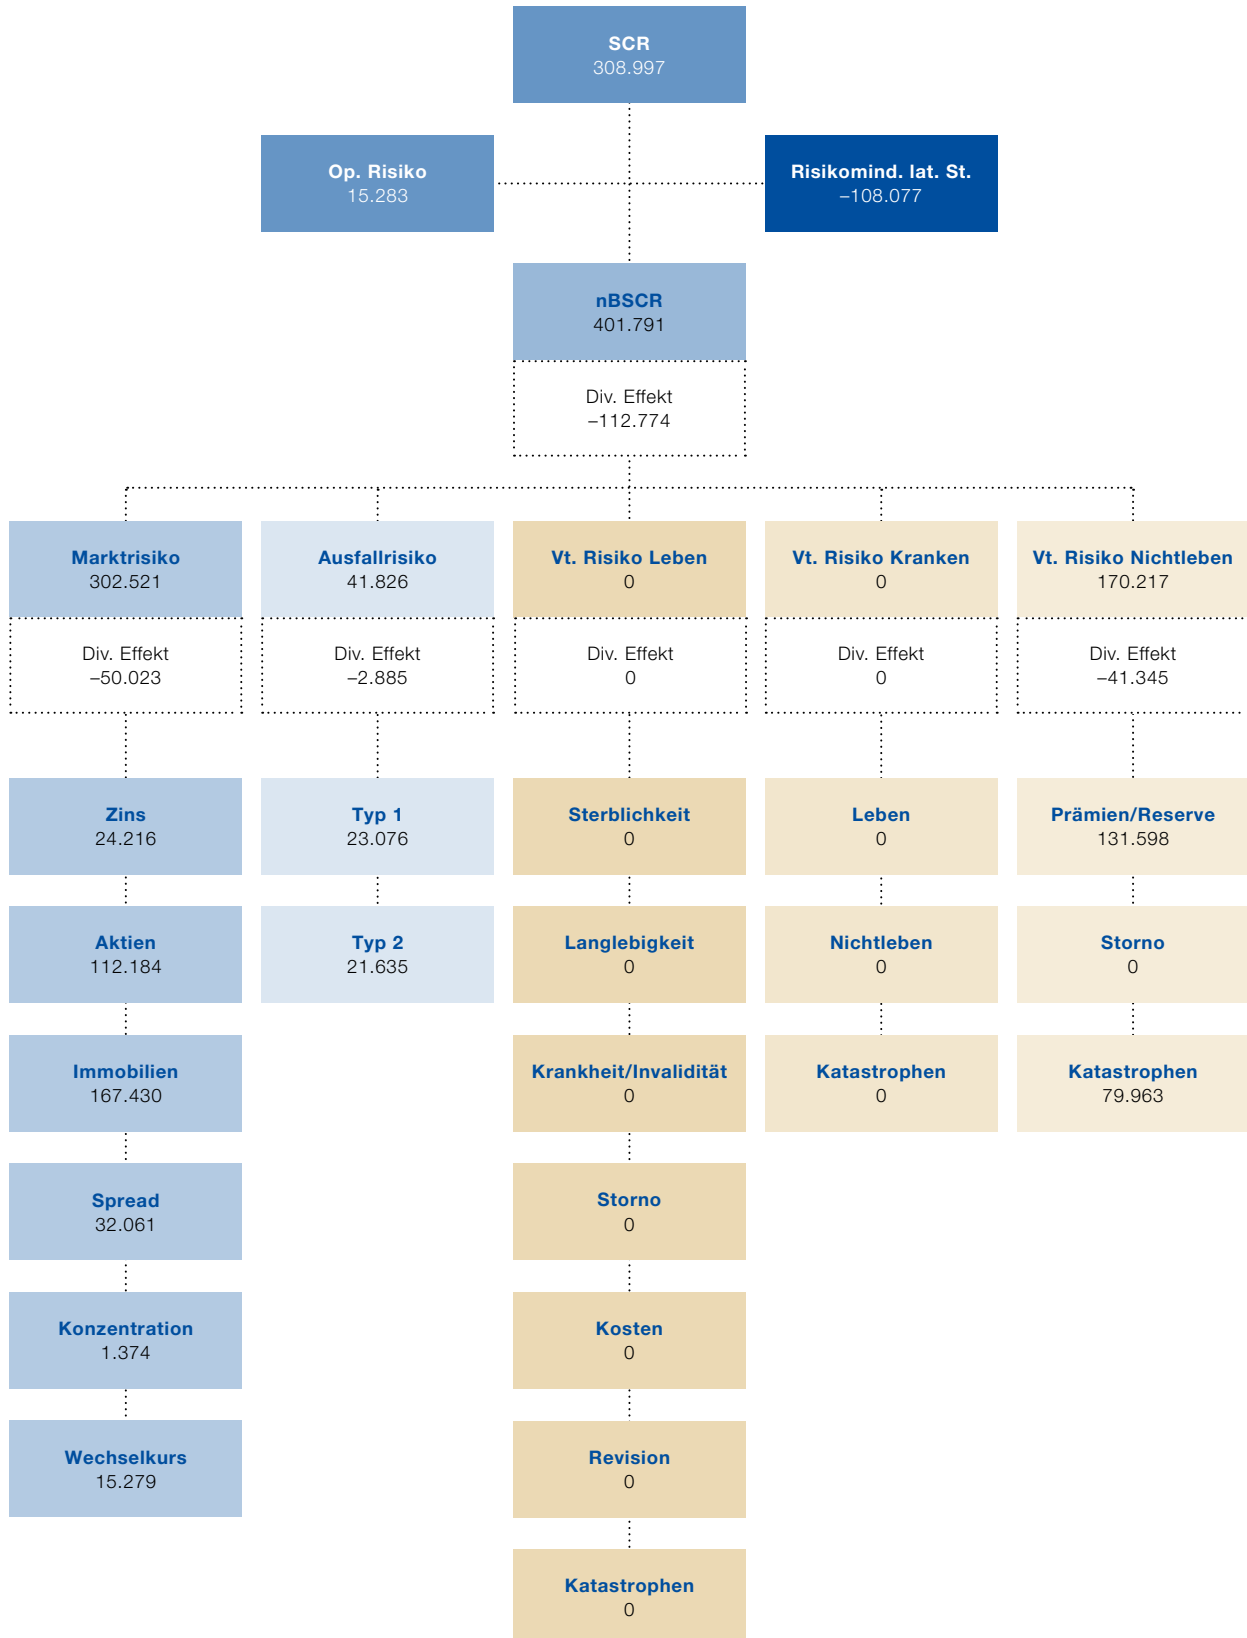 SCR
308.997
Op. Risiko
15.283
Risikomind. lat. St.
–108.077
nBSCR
401.791
Div. Effekt
–112.774
Marktrisiko
302.521
Div. Effekt
–50.023
Ausfallrisiko
41.826
Div. Effekt
–2.885
Vt. Risiko Leben
0
Div. Effekt
0
Vt. Risiko Kranken
0
Div. Effekt
0
Vt. Risiko Nichtleben
170.217
Div. Effekt
–41.345
Zins
24.216
Aktien
112.184
Immobilien
167.430
Spread
32.061
Konzentration
1.374
Wechselkurs
15.279
Typ 1
23.076
Typ 2
21.635
Sterblichkeit
0
Langlebigkeit
0
Krankheit/Invalidität
0
Storno
0
Kosten
0
Revision
0
Katastrophen
0
Leben
0
Nichtleben
0
Katastrophen
0
Prämien/Reserve
131.598
Storno
0
Katastrophen
79.963